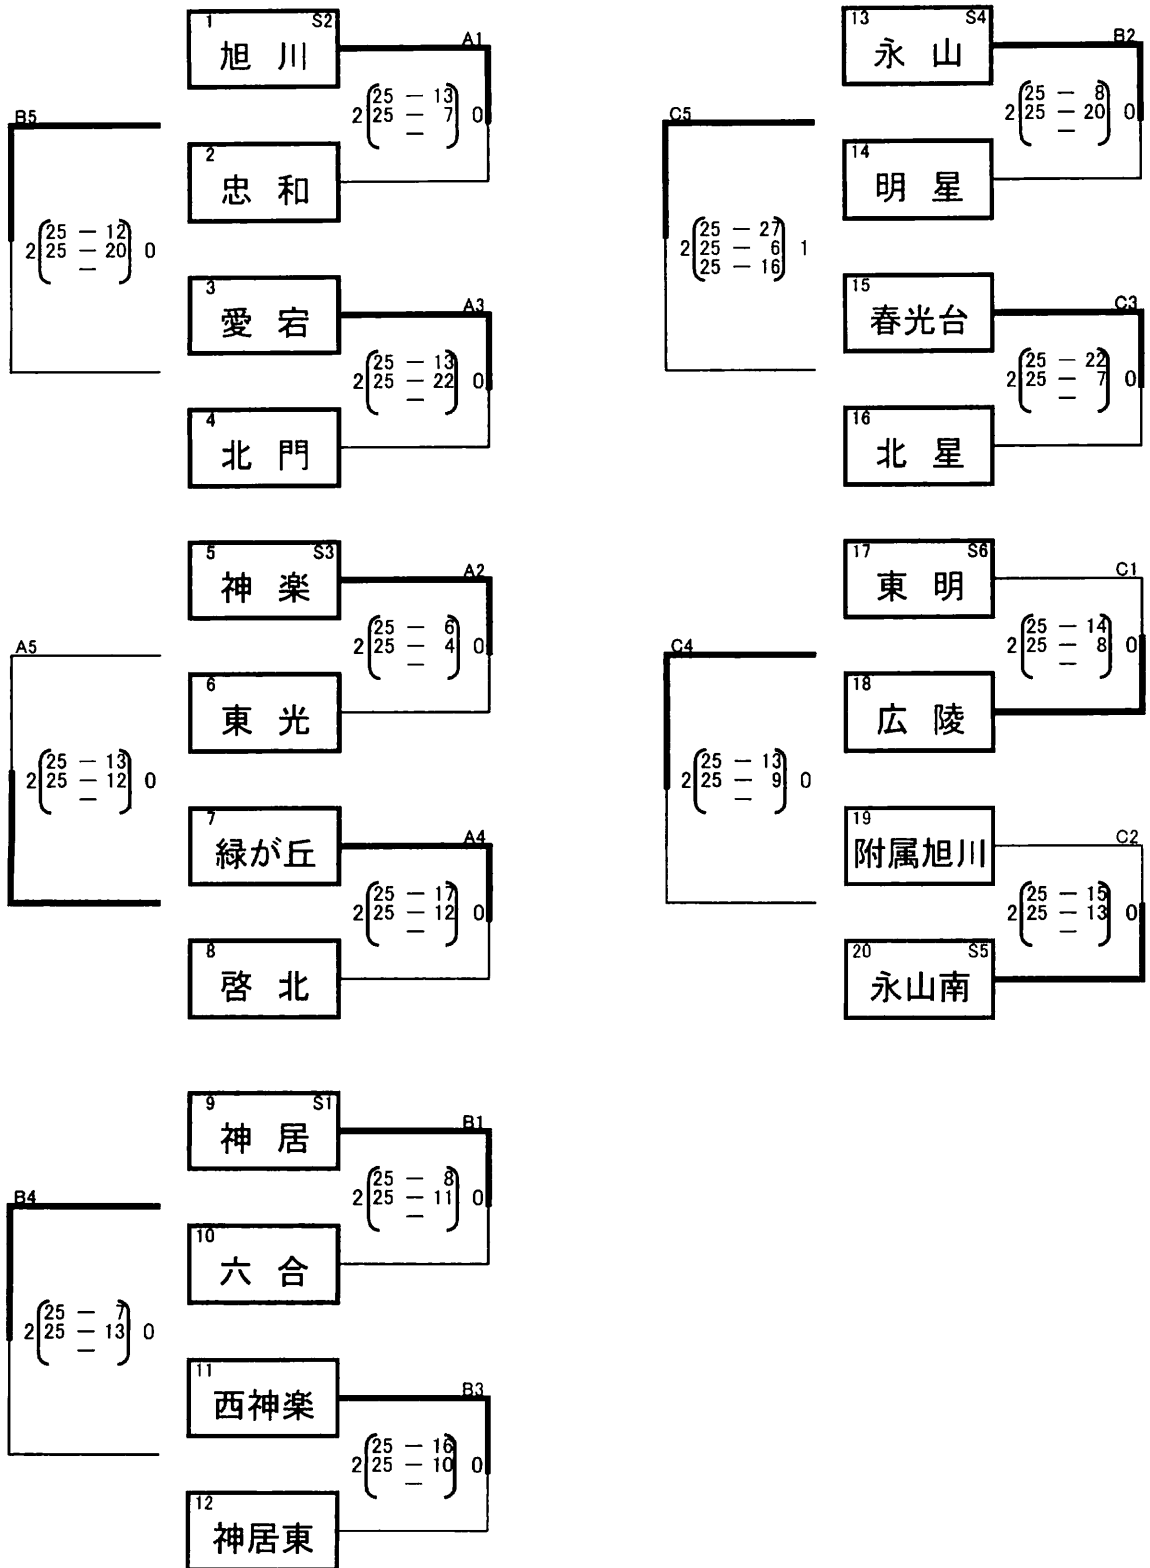 1 S2
旭 川
A1
2 25 － 13 0
25 － 7
－
2
忠 和
B5
2 25 － 12 0
25 － 20
－
3
愛 宕
A3
2 25 － 13 0
25 － 22
－
4
北 門
5 S3
神 楽
A2
2 25 － 6 0
25 － 4
－
6
東 光
A5
2 25 － 13 0
25 － 12
－
7
緑が丘
A4
2 25 － 17 0
25 － 12
－
8
啓 北
9 S1
神 居
B1
2 25 － 8 0
25 － 11
－
10
六 合
B4
2 25 － 7 0
25 － 13
－
11
西神楽
B3
2 25 － 16 0
25 － 10
－
12
神居東
13 S4
永 山
B2
2 25 － 8 0
25 － 20
－
14
明 星
C5
2 25 － 27 1
25 － 6
25 － 16
15
春光台
C3
2 25 － 22 0
25 － 7
－
16
北 星
17 S6
東 明
C1
2 25 － 14 0
25 － 8
－
18
広 陵
C4
2 25 － 13 0
25 － 9
－
19
附属旭川
C2
2 25 － 15 0
25 － 13
－
20 S5
永山南